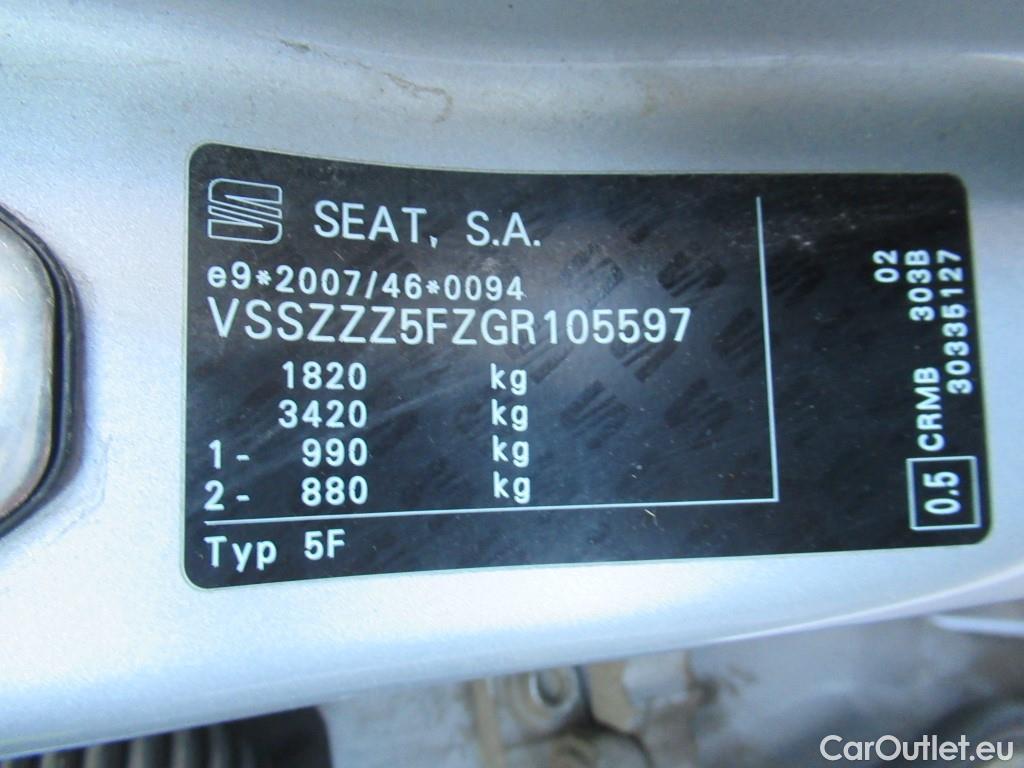 SEAT, S.A.
e9*2007/46*0094
VSSZZZ5FZGR105597
1820 kg
3420 kg
1- 990 kg
2- 880 kg
Typ 5F
02
0.5 CRMB 303B
30335127
CarOutlet.eu